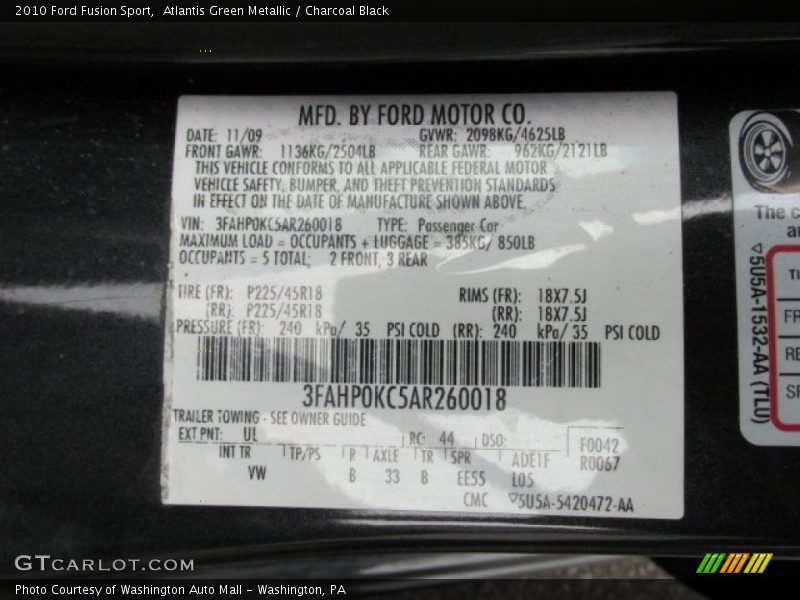 2010 Ford Fusion Sport,  Atlantis Green Metallic / Charcoal Black
MFD. BY FORD MOTOR CO.
DATE: 11/09 GVWR: 2098KG/4625LB
FRONT GAWR: 1136KG/2504LB REAR GAWR: 962KG/2121LB
THIS VEHICLE CONFORMS TO ALL APPLICABLE FEDERAL MOTOR
VEHICLE SAFETY, BUMPER, AND THEFT PREVENTION STANDARDS
IN EFFECT ON THE DATE OF MANUFACTURE SHOWN ABOVE.
VIN: 3FAHP0KC5AR260018 TYPE: Passenger Car
MAXIMUM LOAD = OCCUPANTS + LUGGAGE = 385KG/ 850LB
OCCUPANTS = 5 TOTAL; 2 FRONT, 3 REAR
TIRE (FR): P225/45R18 RIMS (FR): 18X7.5J
(RR): P225/45R18 (RR): 18X7.5J
PRESSURE (FR): 240 kPa/ 35 PSI COLD (RR): 240 kPa/ 35 PSI COLD
3FAHP0KC5AR260018
TRAILER TOWING - SEE OWNER GUIDE
EXT PNT: UL RC: 44 DSO: F0042
INT TR TP/PS R AXLE TR SPR ADE1F R0067
VW B 33 B EE55 L05
CMC 5U5A-5420472-AA
The c
a
5U5A-1532-AA (TLU)
TI
FR
RE
SP
GTCARLOT.COM
Photo Courtesy of Washington Auto Mall - Washington, PA